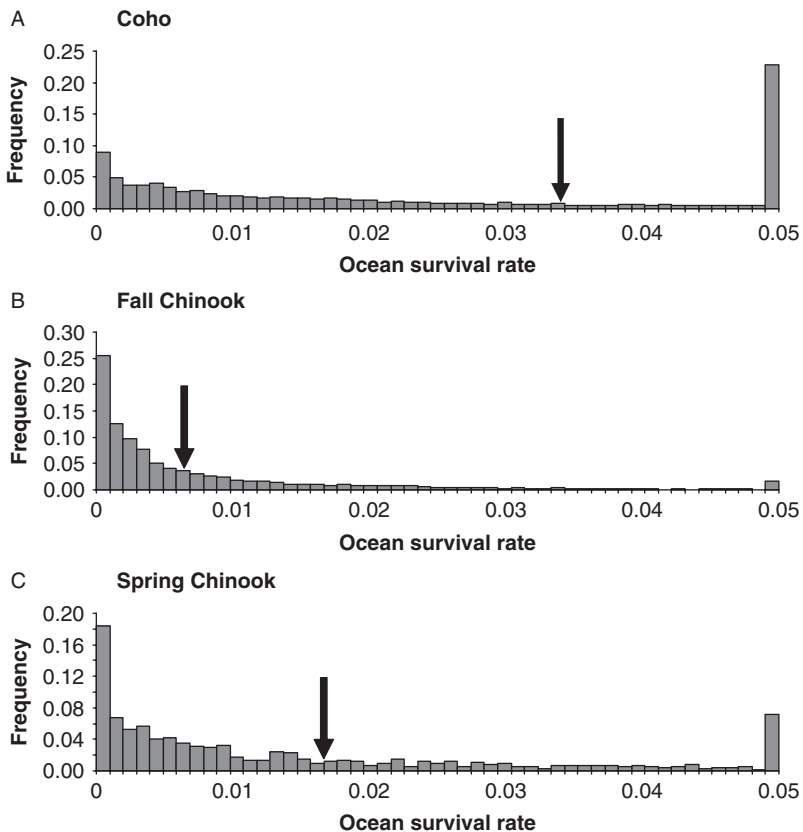 A Coho
0.25
0.20
0.15
0.10
0.05
0.00
Frequency
0 0.01 0.02 0.03 0.04 0.05
Ocean survival rate
B Fall Chinook
0.30
0.25
0.20
0.15
0.10
0.05
0.00
Frequency
0 0.01 0.02 0.03 0.04 0.05
Ocean survival rate
C Spring Chinook
0.20
0.16
0.12
0.08
0.04
0.00
Frequency
0 0.01 0.02 0.03 0.04 0.05
Ocean survival rate